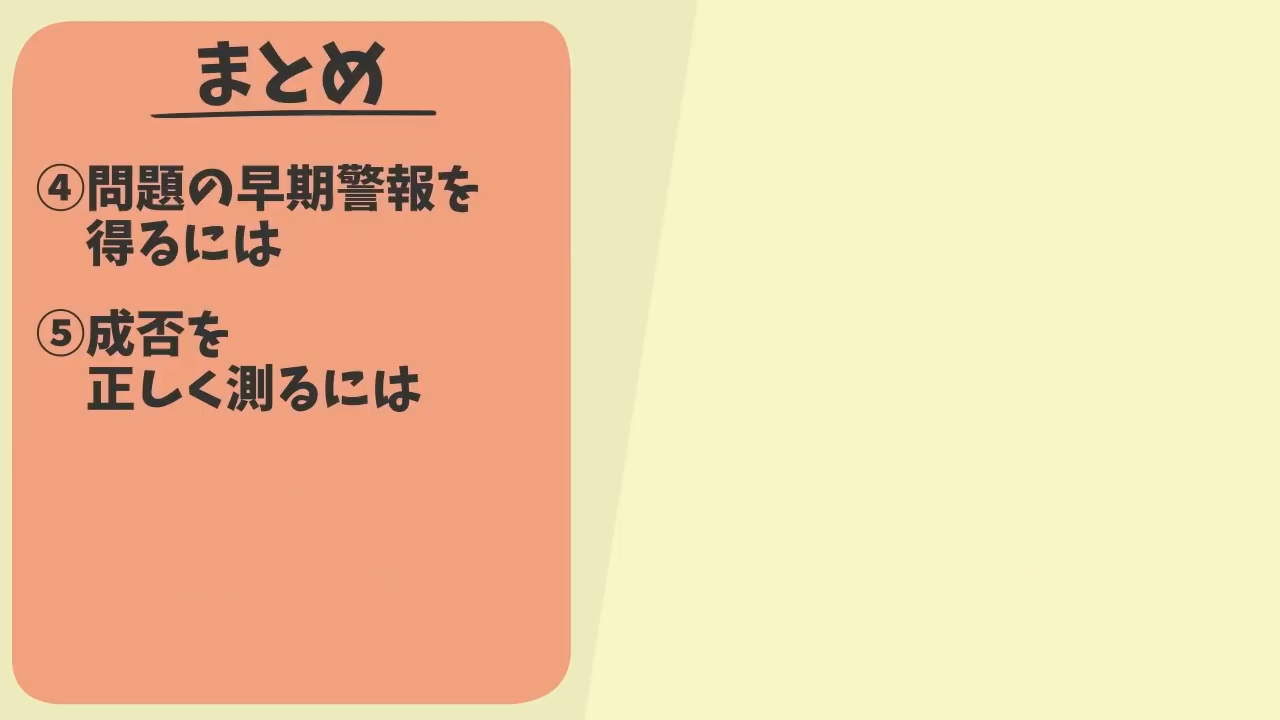 まとめ
④問題の早期警報を
得るには
⑤成否を
正しく測るには